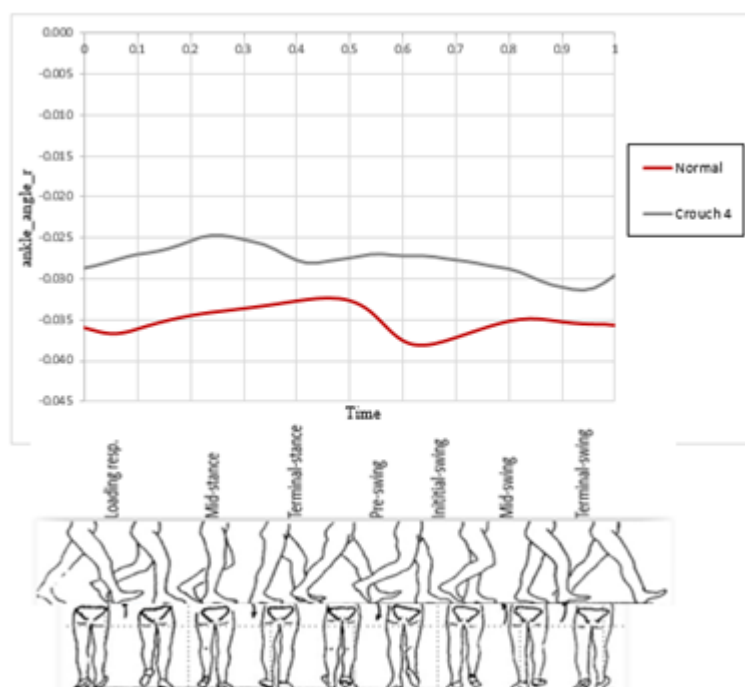 0.000
0 0.1 0.2 0.3 0.4 0.5 0.6 0.7 0.8 0.9 1
-0.005
-0.010
-0.015
-0.020
-0.025
-0.030
-0.035
-0.040
-0.045
ankle_angle_r
Time
Normal
Crouch 4
Loading resp.
Mid-stance
Terminal-stance
Pre-swing
Inititial-swing
Mid-swing
Terminal-swing